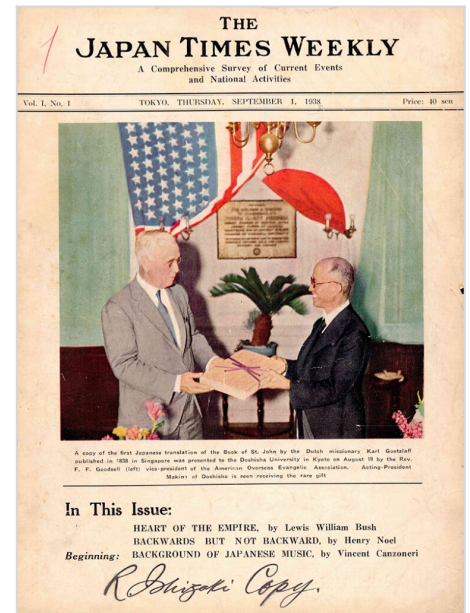 1
THE
JAPAN TIMES WEEKLY
A Comprehensive Survey of Current Events
and National Activities
Vol. I, No. 1 TOKYO, THURSDAY, SEPTEMBER 1, 1938 Price: 40 sen
A copy of the first Japanese translation of the Book of St. John by the Dutch missionary Karl Gustzlaff
published in 1838 in Singapore was presented to the Doshisha University in Kyoto on August 19 by the Rev.
F. F. Goodsell (left) vice-president of the American Overseas Evangelic Association. Acting-President
Makino of Doshisha is seen receiving the rare gift
In This Issue:
HEART OF THE EMPIRE, by Lewis William Bush
BACKWARDS BUT NOT BACKWARD, by Henry Noel
Beginning: BACKGROUND OF JAPANESE MUSIC, by Vincent Canzoneri
R Ishizaki Copy.